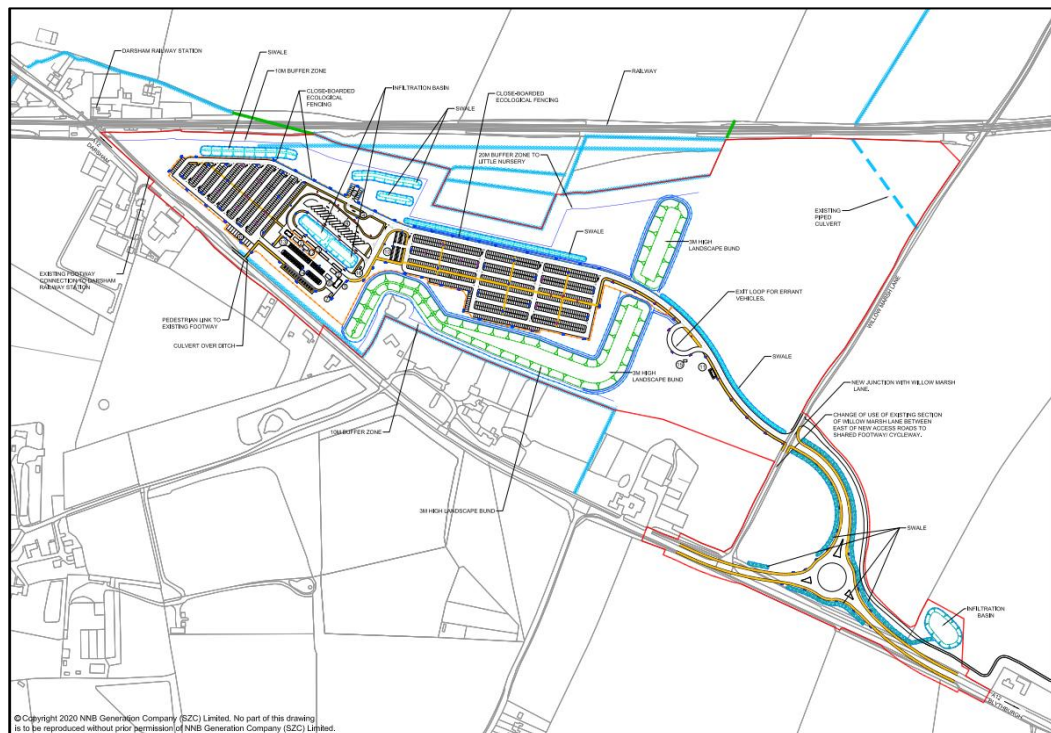 DARSHAM RAILWAY STATION
SWALE
10M BUFFER ZONE
CLOSE-BOARDED
ECOLOGICAL
FENCING
INFILTRATION BASIN
SWALE
CLOSE-BOARDED
ECOLOGICAL FENCING
RAILWAY
A12
DARSHAM
20M BUFFER ZONE TO
LITTLE NURSERY
EXISTING
PIPED
CULVERT
SWALE
3M HIGH
LANDSCAPE BUND
EXISTING FOOTWAY
CONNECTION TO DARSHAM
RAILWAY STATION
EXIT LOOP FOR ERRANT
VEHICLES.
WILLOW MARSH LANE
PEDESTRIAN LINK TO
EXISTING FOOTWAY
CULVERT OVER DITCH
SWALE
3M HIGH
LANDSCAPE BUND
NEW JUNCTION WITH WILLOW MARSH
LANE.
CHANGE OF USE OF EXISTING SECTION
OF WILLOW MARSH LANE BETWEEN
EAST OF NEW ACCESS ROADS TO
SHARED FOOTWAY/ CYCLEWAY.
10M BUFFER ZONE
3M HIGH LANDSCAPE BUND
SWALE
INFILTRATION
BASIN
A12
BLYTHBURGH
© Copyright 2020 NNB Generation Company (SZC) Limited. No part of this drawing
is to be reproduced without prior permission of NNB Generation Company (SZC) Limited.